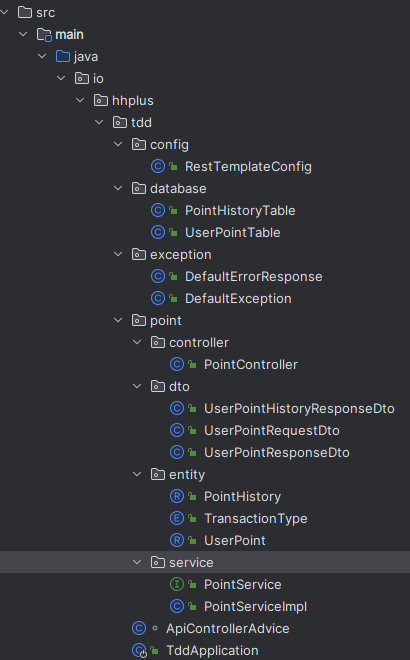 src
main
java
io
hhplus
tdd
config
RestTemplateConfig
database
PointHistoryTable
UserPointTable
exception
DefaultErrorResponse
DefaultException
point
controller
PointController
dto
UserPointHistoryResponseDto
UserPointRequestDto
UserPointResponseDto
entity
PointHistory
TransactionType
UserPoint
service
PointService
PointServiceImpl
ApiControllerAdvice
TddApplication